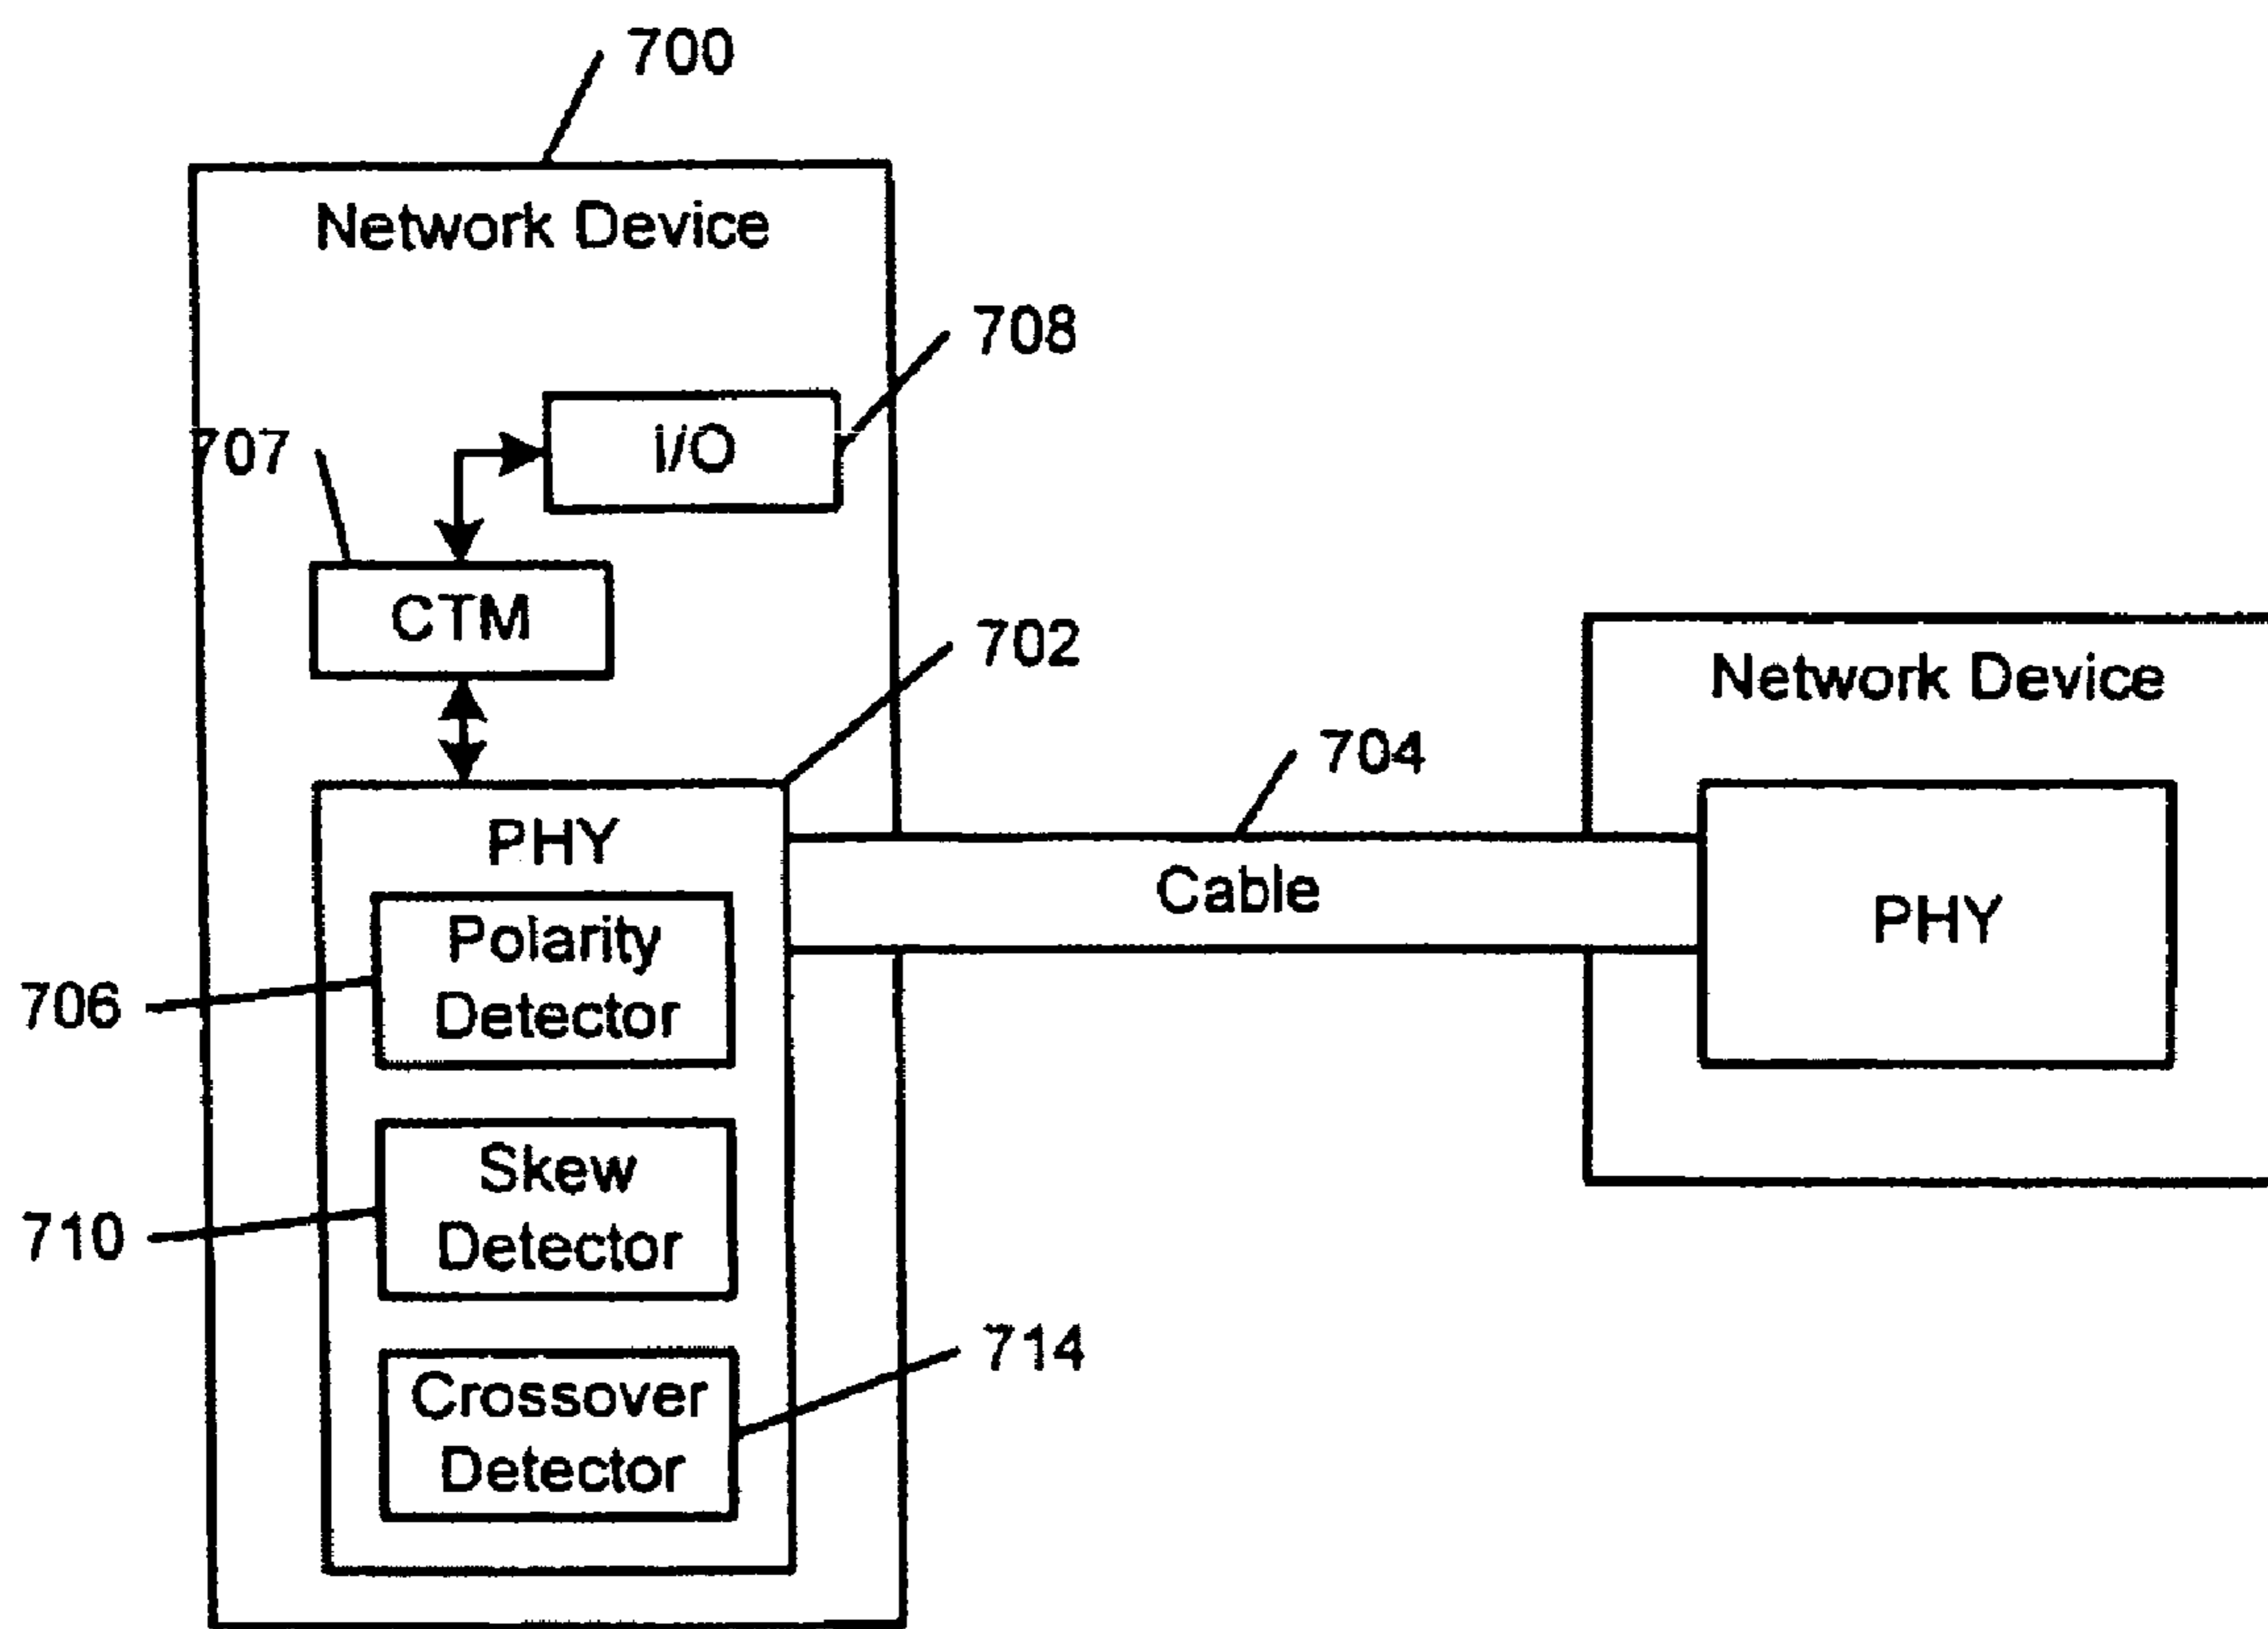 700
Network Device
708
I/O
707
CTM
702
Network Device
704
PHY
Cable
PHY
Polarity
Detector
706
Skew
Detector
710
714
Crossover
Detector